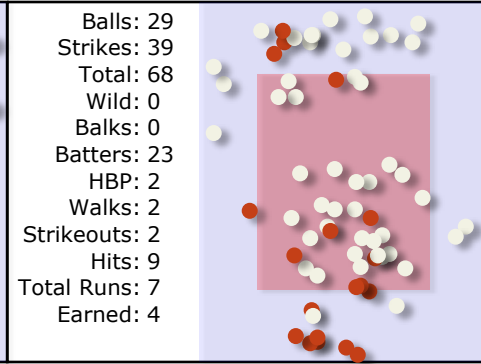 Balls: 29
Strikes: 39
Total: 68
Wild: 0
Balks: 0
Batters: 23
HBP: 2
Walks: 2
Strikeouts: 2
Hits: 9
Total Runs: 7
Earned: 4